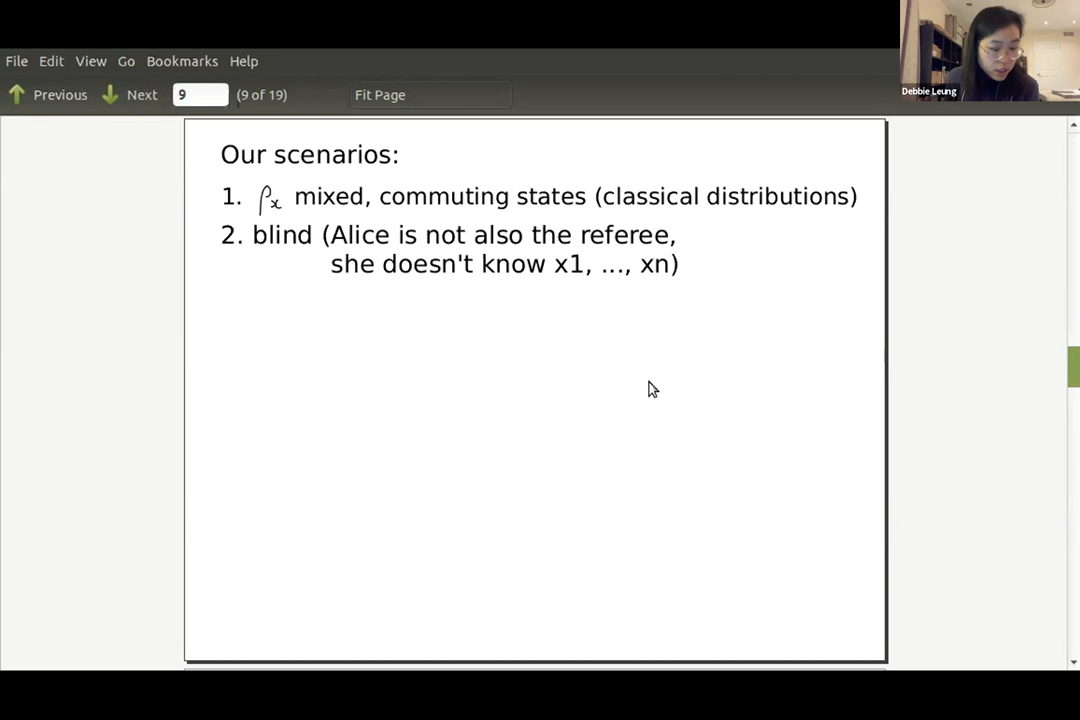 File Edit View Go Bookmarks Help
Previous Next 9 (9 of 19) Fit Page
Debbie Leung
Our scenarios:
1. ρx mixed, commuting states (classical distributions)
2. blind (Alice is not also the referee,
she doesn't know x1, ..., xn)